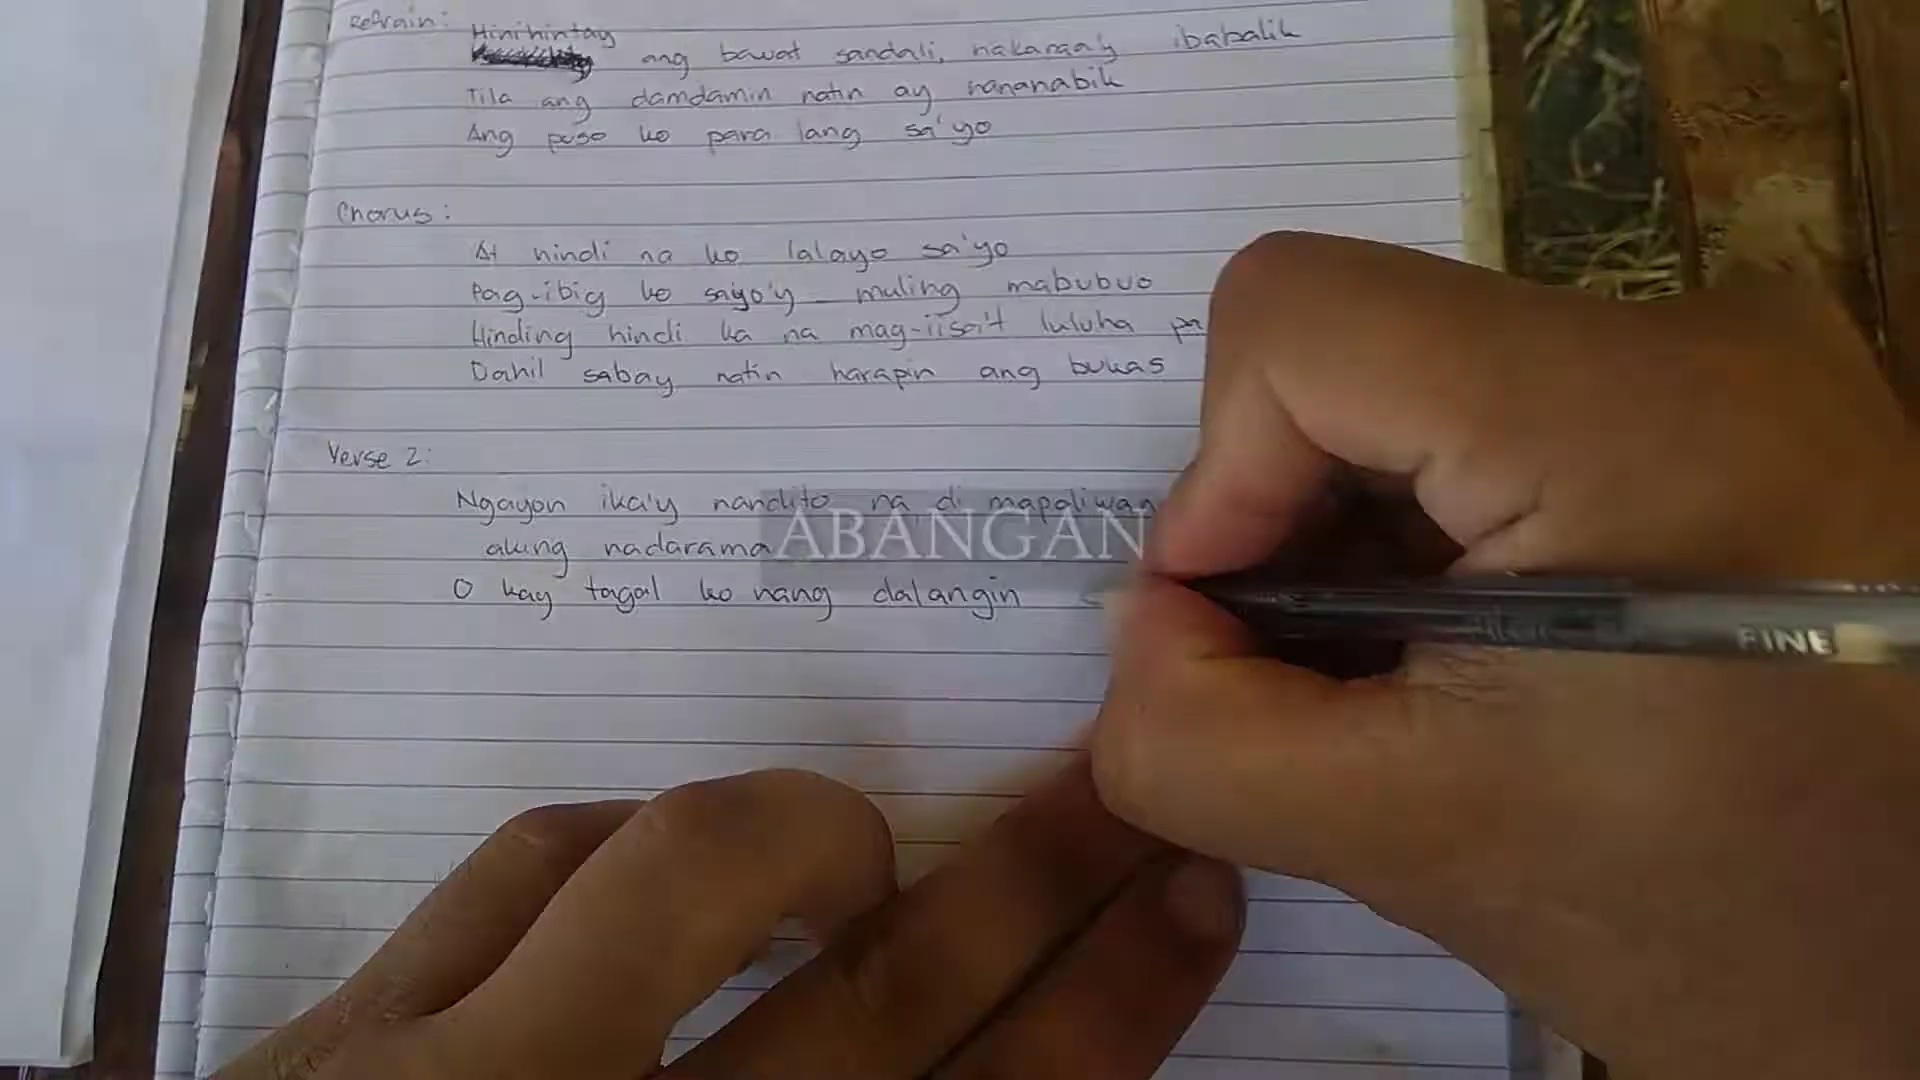 Refrain:
Hinihintay
ang bawat sandali, nakaraa'y ibabalik
Tila ang damdamin natin ay nananabik
Ang puso ko para lang sa'yo
Chorus:
At hindi na ko lalayo sa'yo
Pag-ibig ko sayo'y muling mabubuo
Hinding hindi ka na mag-iisa't luluha pa
Dahil sabay natin harapin ang bukas
Verse 2:
Ngayon ika'y nandito na, di mapaliwan
ABANGAN
aking nadarama
O kay tagal ko nang dalangin
FINE